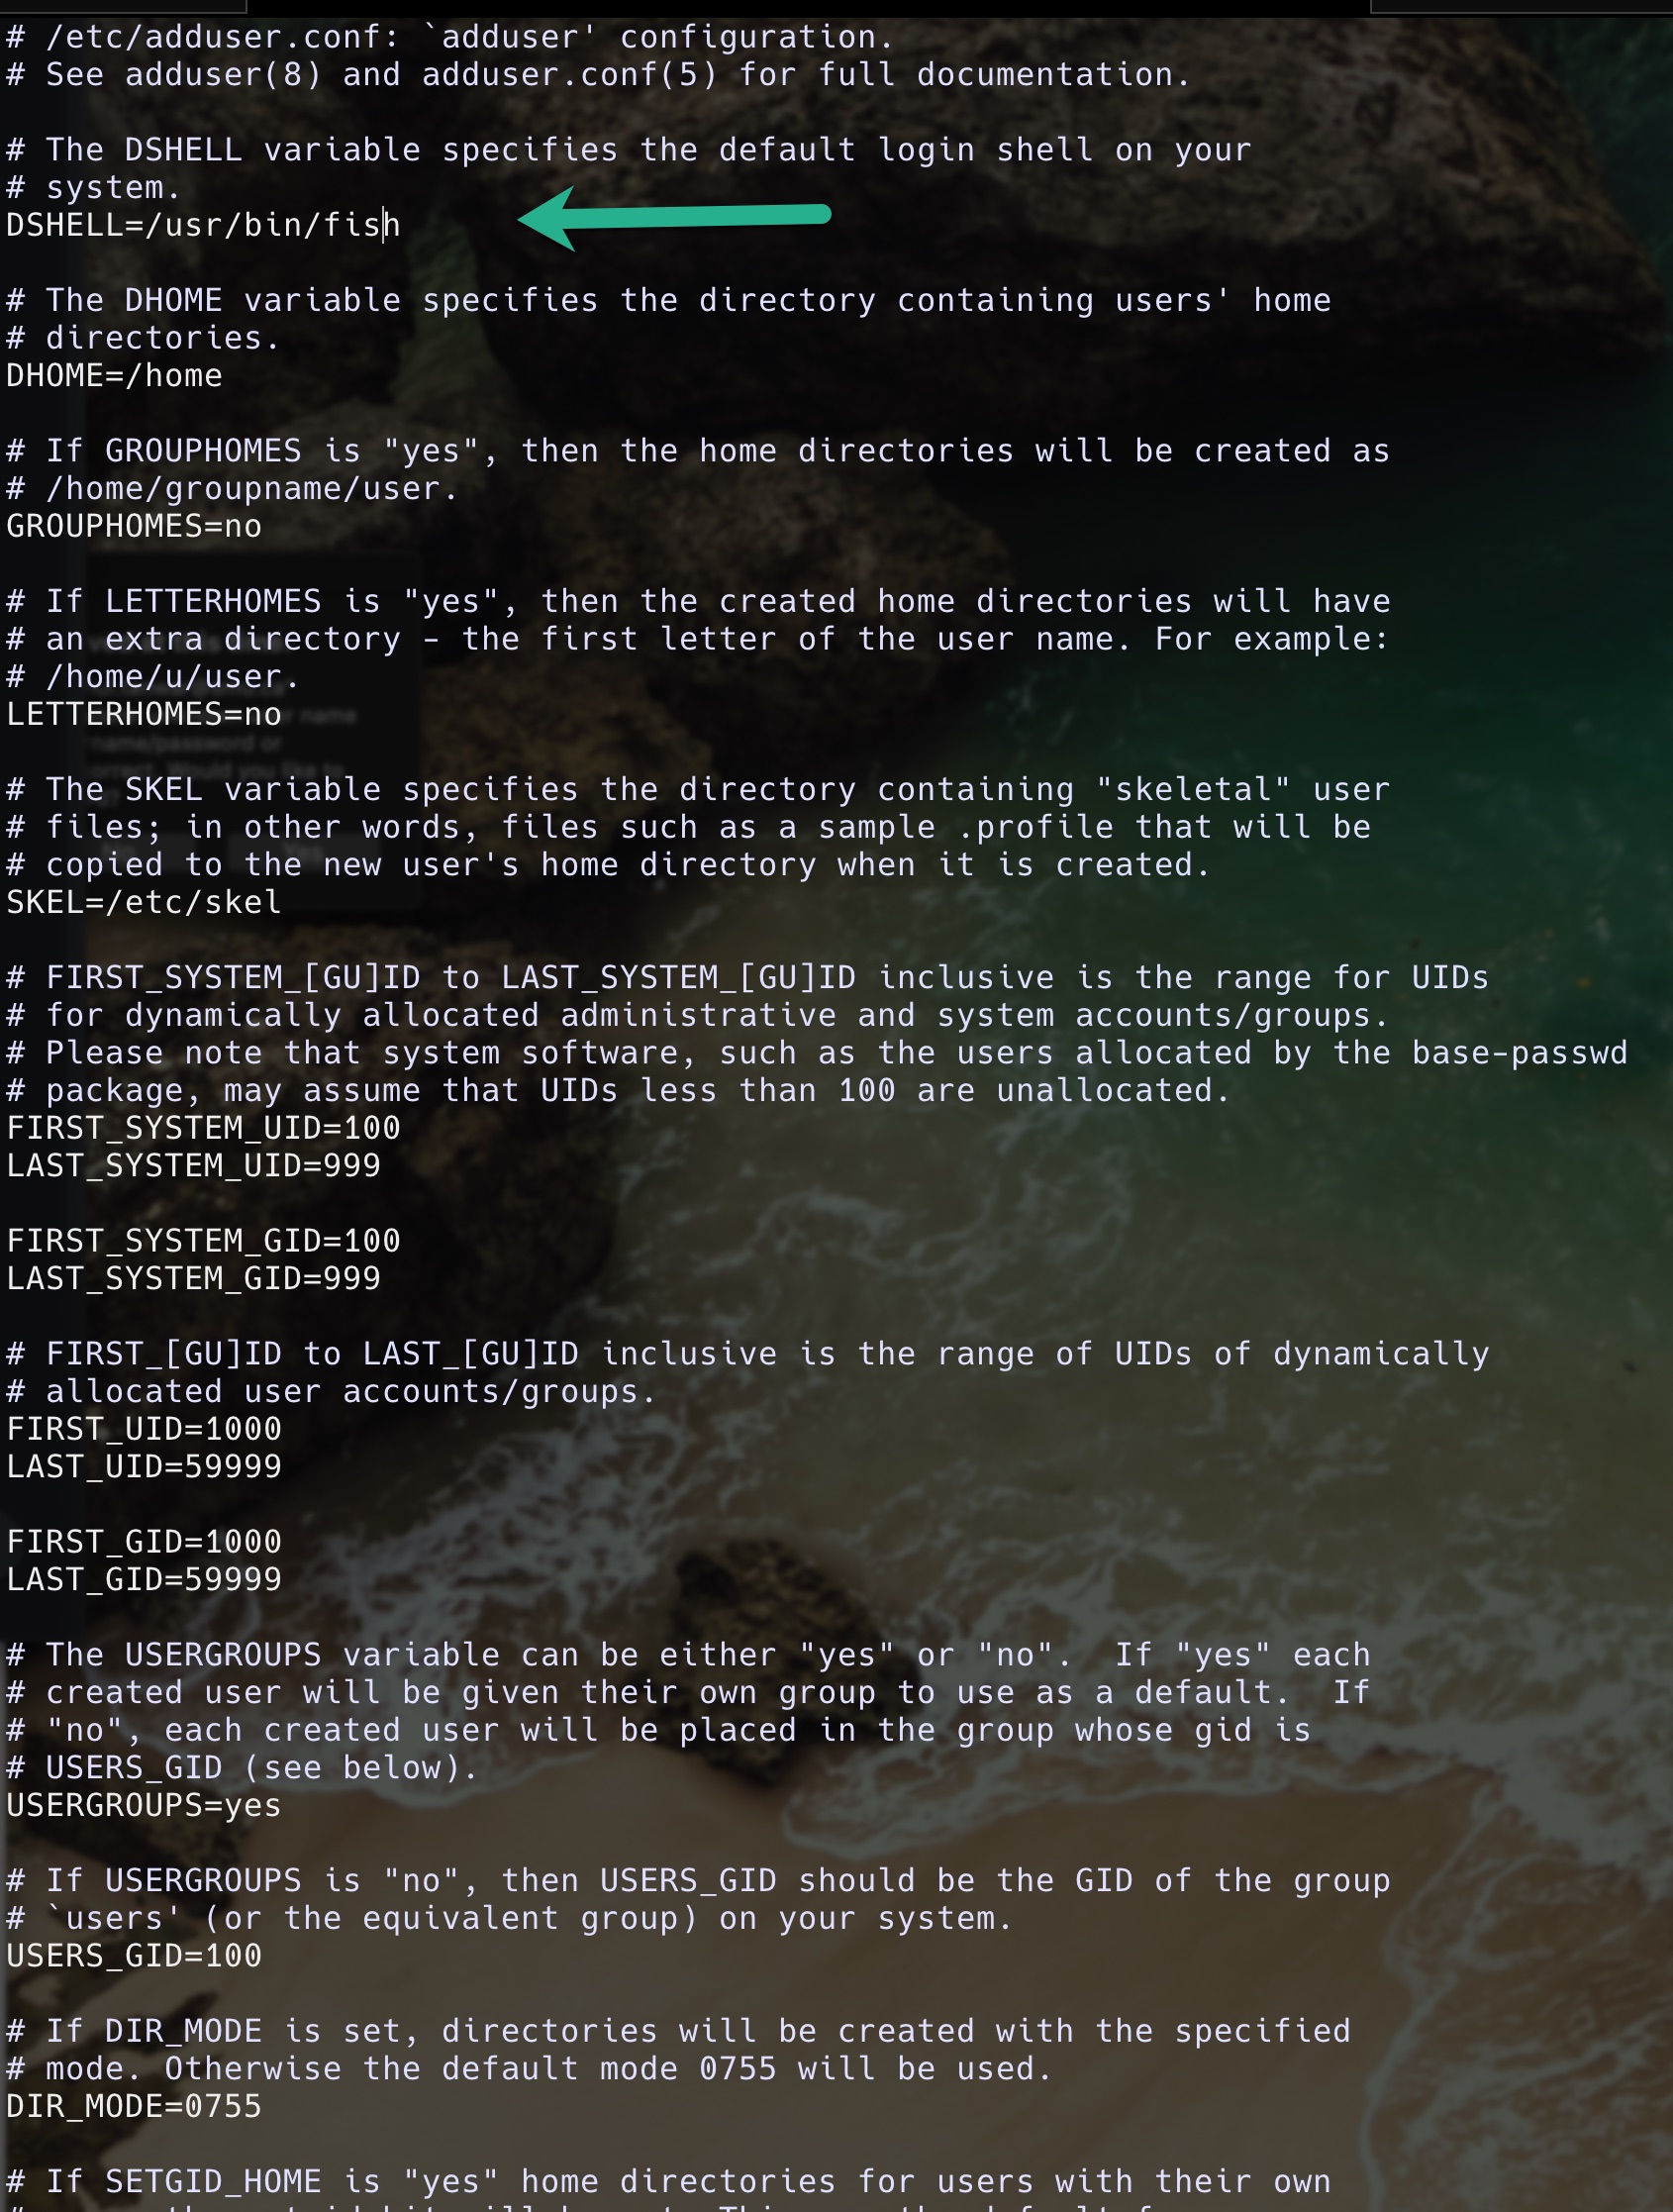 # /etc/adduser.conf: `adduser' configuration.
# See adduser(8) and adduser.conf(5) for full documentation.
# The DSHELL variable specifies the default login shell on your
# system.
DSHELL=/usr/bin/fish
# The DHOME variable specifies the directory containing users' home
# directories.
DHOME=/home
# If GROUPHOMES is "yes", then the home directories will be created as
# /home/groupname/user.
GROUPHOMES=no
# If LETTERHOMES is "yes", then the created home directories will have
# an extra directory - the first letter of the user name. For example:
# /home/u/user.
LETTERHOMES=no
name
name/password or
Would you like to
# The SKEL variable specifies the directory containing "skeletal" user
# files; in other words, files such as a sample .profile that will be
# copied to the new user's home directory when it is created.
SKEL=/etc/skel
# FIRST_SYSTEM_[GU]ID to LAST_SYSTEM_[GU]ID inclusive is the range for UIDs
# for dynamically allocated administrative and system accounts/groups.
# Please note that system software, such as the users allocated by the base-passwd
# package, may assume that UIDs less than 100 are unallocated.
FIRST_SYSTEM_UID=100
LAST_SYSTEM_UID=999
FIRST_SYSTEM_GID=100
LAST_SYSTEM_GID=999
# FIRST_[GU]ID to LAST_[GU]ID inclusive is the range of UIDs of dynamically
# allocated user accounts/groups.
FIRST_UID=1000
LAST_UID=59999
FIRST_GID=1000
LAST_GID=59999
# The USERGROUPS variable can be either "yes" or "no".  If "yes" each
# created user will be given their own group to use as a default.  If
# "no", each created user will be placed in the group whose gid is
# USERS_GID (see below).
USERGROUPS=yes
# If USERGROUPS is "no", then USERS_GID should be the GID of the group
# `users' (or the equivalent group) on your system.
USERS_GID=100
# If DIR_MODE is set, directories will be created with the specified
# mode. Otherwise the default mode 0755 will be used.
DIR_MODE=0755
# If SETGID_HOME is "yes" home directories for users with their own